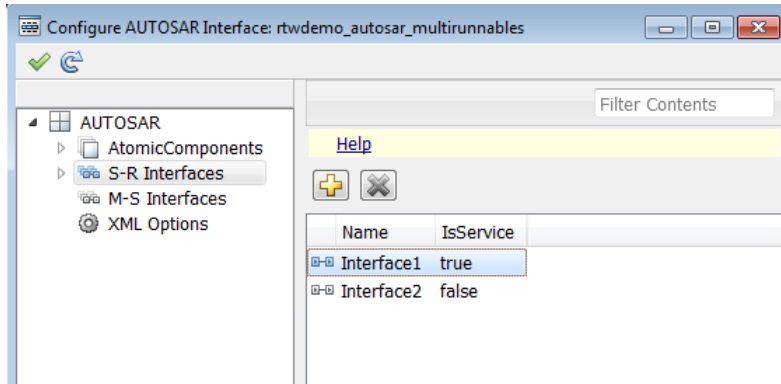 Configure AUTOSAR Interface: rtwdemo_autosar_multirunnables
Filter Contents
AUTOSAR
AtomicComponents
S-R Interfaces
M-S Interfaces
XML Options
Help
Name IsService
Interface1 true
Interface2 false